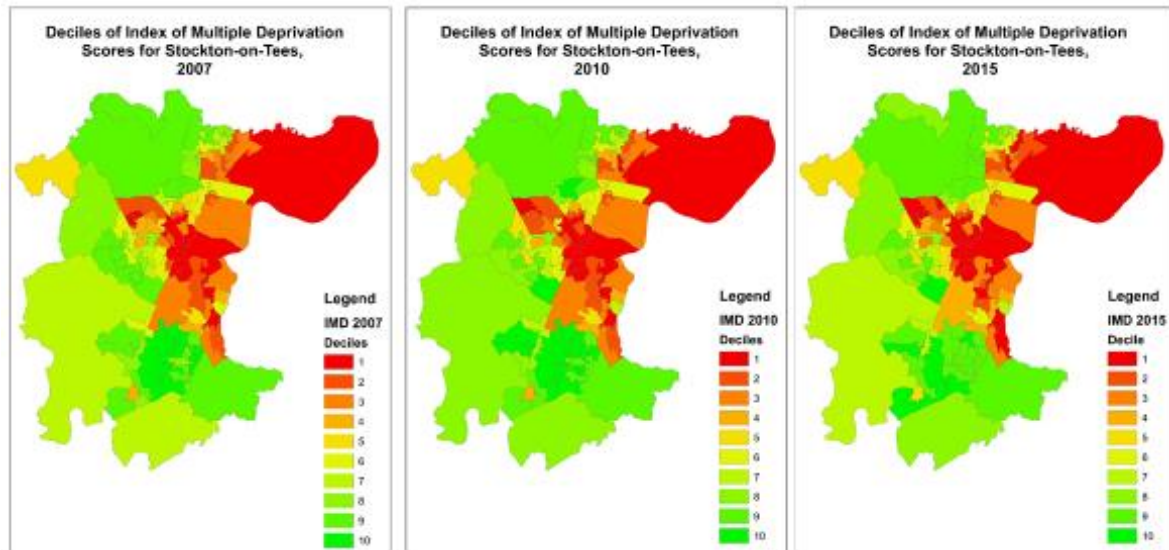 Deciles of Index of Multiple Deprivation
Scores for Stockton-on-Tees,
2007
Legend
IMD 2007
Deciles
1
2
3
4
5
6
7
8
9
10
Deciles of Index of Multiple Deprivation
Scores for Stockton-on-Tees,
2010
Legend
IMD 2010
Deciles
1
2
3
4
5
6
7
8
9
10
Deciles of Index of Multiple Deprivation
Scores for Stockton-on-Tees,
2015
Legend
IMD 2015
Decile
1
2
3
4
5
6
7
8
9
10